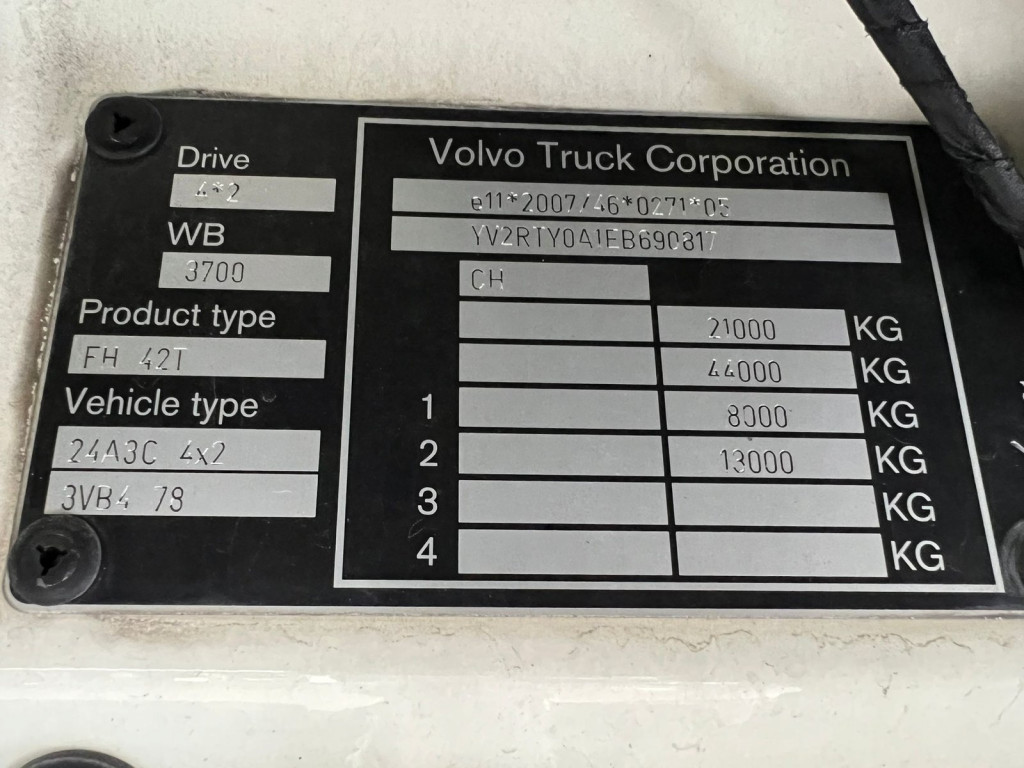 Drive
4*2
WB
3700
Product type
FH 42T
Vehicle type
24A3C 4x2
3VB4 78
Volvo Truck Corporation
e11*2007/46*0271*05
YV2RTY0A1EB690817
CH
21000 KG
44000 KG
1 8000 KG
2 13000 KG
3 KG
4 KG